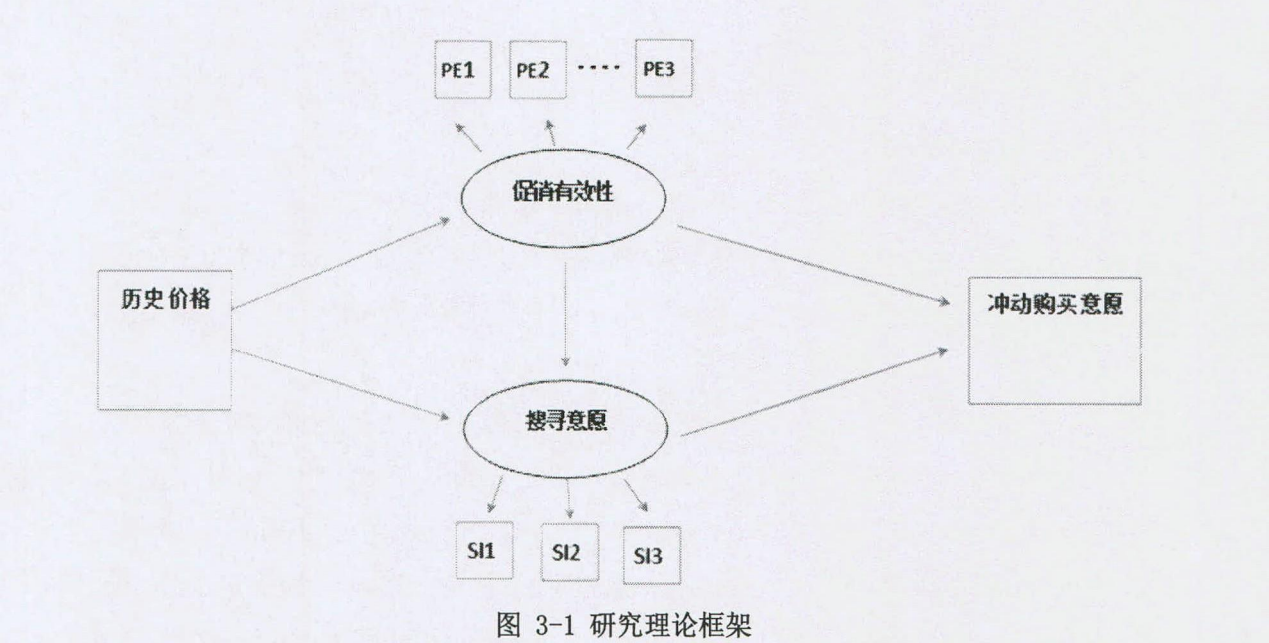 PE1 PE2 ···· PE3
促销有效性
历史价格
冲动购买意愿
搜寻意愿
SI1 SI2 SI3
图 3-1 研究理论框架